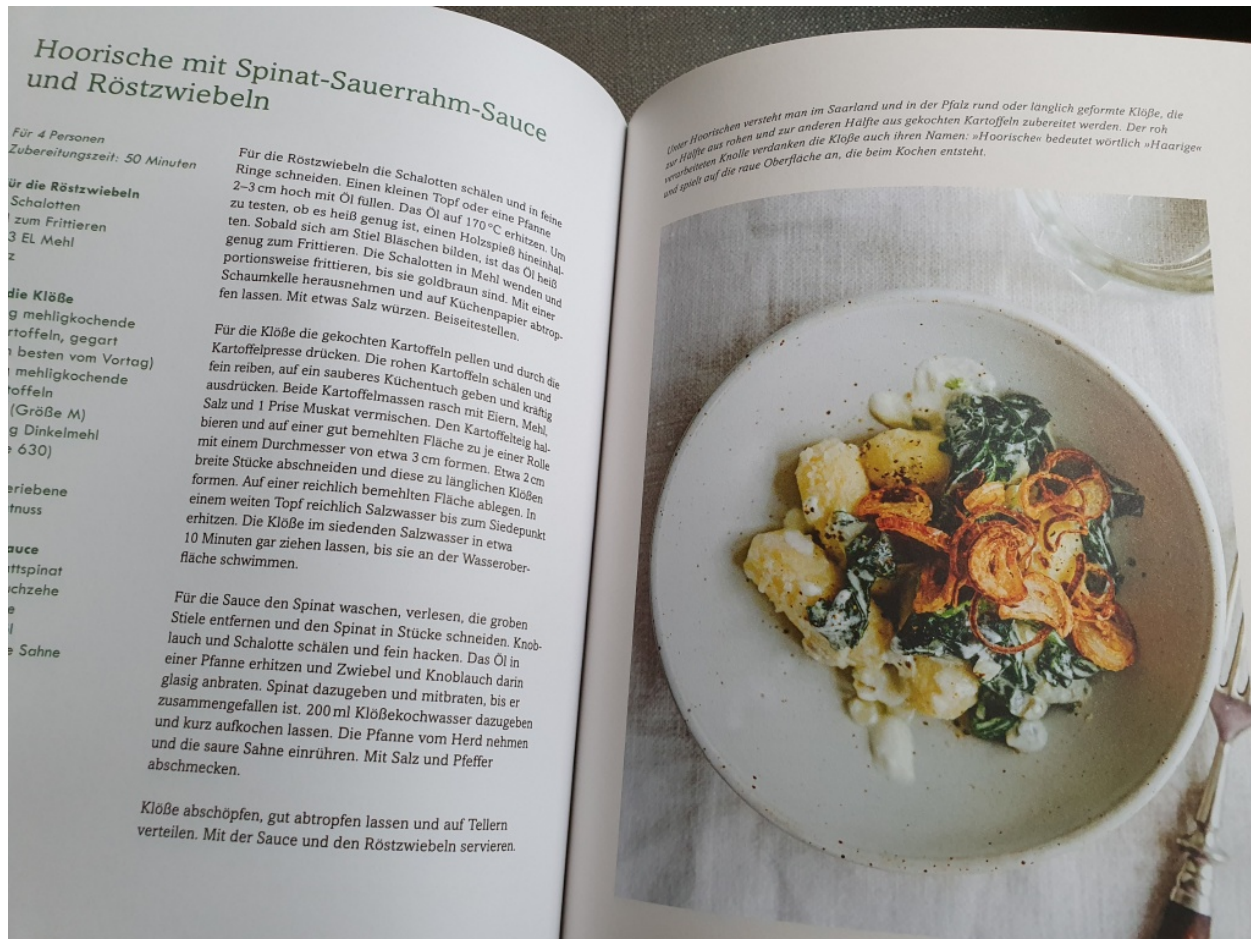 Hoorische mit Spinat-Sauerrahm-Sauce
und Röstzwiebeln
Für 4 Personen
Zubereitungszeit: 50 Minuten
ür die Röstzwiebeln
Schalotten
zum Frittieren
3 EL Mehl
z
die Klöße
g mehligkochende
rtoffeln, gegart
n besten vom Vortag)
mehligkochende
toffeln
(Größe M)
g Dinkelmehl
e 630)
eriebene
tnuss
auce
ttspinat
chzehe
e
l
e Sahne
Für die Röstzwiebeln die Schalotten schälen und in feine
Ringe schneiden. Einen kleinen Topf oder eine Pfanne
2–3 cm hoch mit Öl füllen. Das Öl auf 170 °C erhitzen. Um
zu testen, ob es heiß genug ist, einen Holzspieß hineinhal-
ten. Sobald sich am Stiel Bläschen bilden, ist das Öl heiß
genug zum Frittieren. Die Schalotten in Mehl wenden und
portionsweise frittieren, bis sie goldbraun sind. Mit einer
Schaumkelle herausnehmen und auf Küchenpapier abtrop-
fen lassen. Mit etwas Salz würzen. Beiseitestellen.
Für die Klöße die gekochten Kartoffeln pellen und durch die
Kartoffelpresse drücken. Die rohen Kartoffeln schälen und
fein reiben, auf ein sauberes Küchentuch geben und kräftig
ausdrücken. Beide Kartoffelmassen rasch mit Eiern, Mehl,
Salz und 1 Prise Muskat vermischen. Den Kartoffelteig hal-
bieren und auf einer gut bemehlten Fläche zu je einer Rolle
mit einem Durchmesser von etwa 3 cm formen. Etwa 2 cm
breite Stücke abschneiden und diese zu länglichen Klößen
formen. Auf einer reichlich bemehlten Fläche ablegen. In
einem weiten Topf reichlich Salzwasser bis zum Siedepunkt
erhitzen. Die Klöße im siedenden Salzwasser in etwa
10 Minuten gar ziehen lassen, bis sie an der Wasserober-
fläche schwimmen.
Für die Sauce den Spinat waschen, verlesen, die groben
Stiele entfernen und den Spinat in Stücke schneiden. Knob-
lauch und Schalotte schälen und fein hacken. Das Öl in
einer Pfanne erhitzen und Zwiebel und Knoblauch darin
glasig anbraten. Spinat dazugeben und mitbraten, bis er
zusammengefallen ist. 200 ml Klößekochwasser dazugeben
und kurz aufkochen lassen. Die Pfanne vom Herd nehmen
und die saure Sahne einrühren. Mit Salz und Pfeffer
abschmecken.
Klöße abschöpfen, gut abtropfen lassen und auf Tellern
verteilen. Mit der Sauce und den Röstzwiebeln servieren.
Unter Hoorischen versteht man im Saarland und in der Pfalz rund oder länglich geformte Klöße, die
zur Hälfte aus rohen und zur anderen Hälfte aus gekochten Kartoffeln zubereitet werden. Der roh
verarbeiteten Knolle verdanken die Klöße auch ihren Namen: »Hoorische« bedeutet wörtlich »Haarige«
und spielt auf die raue Oberfläche an, die beim Kochen entsteht.